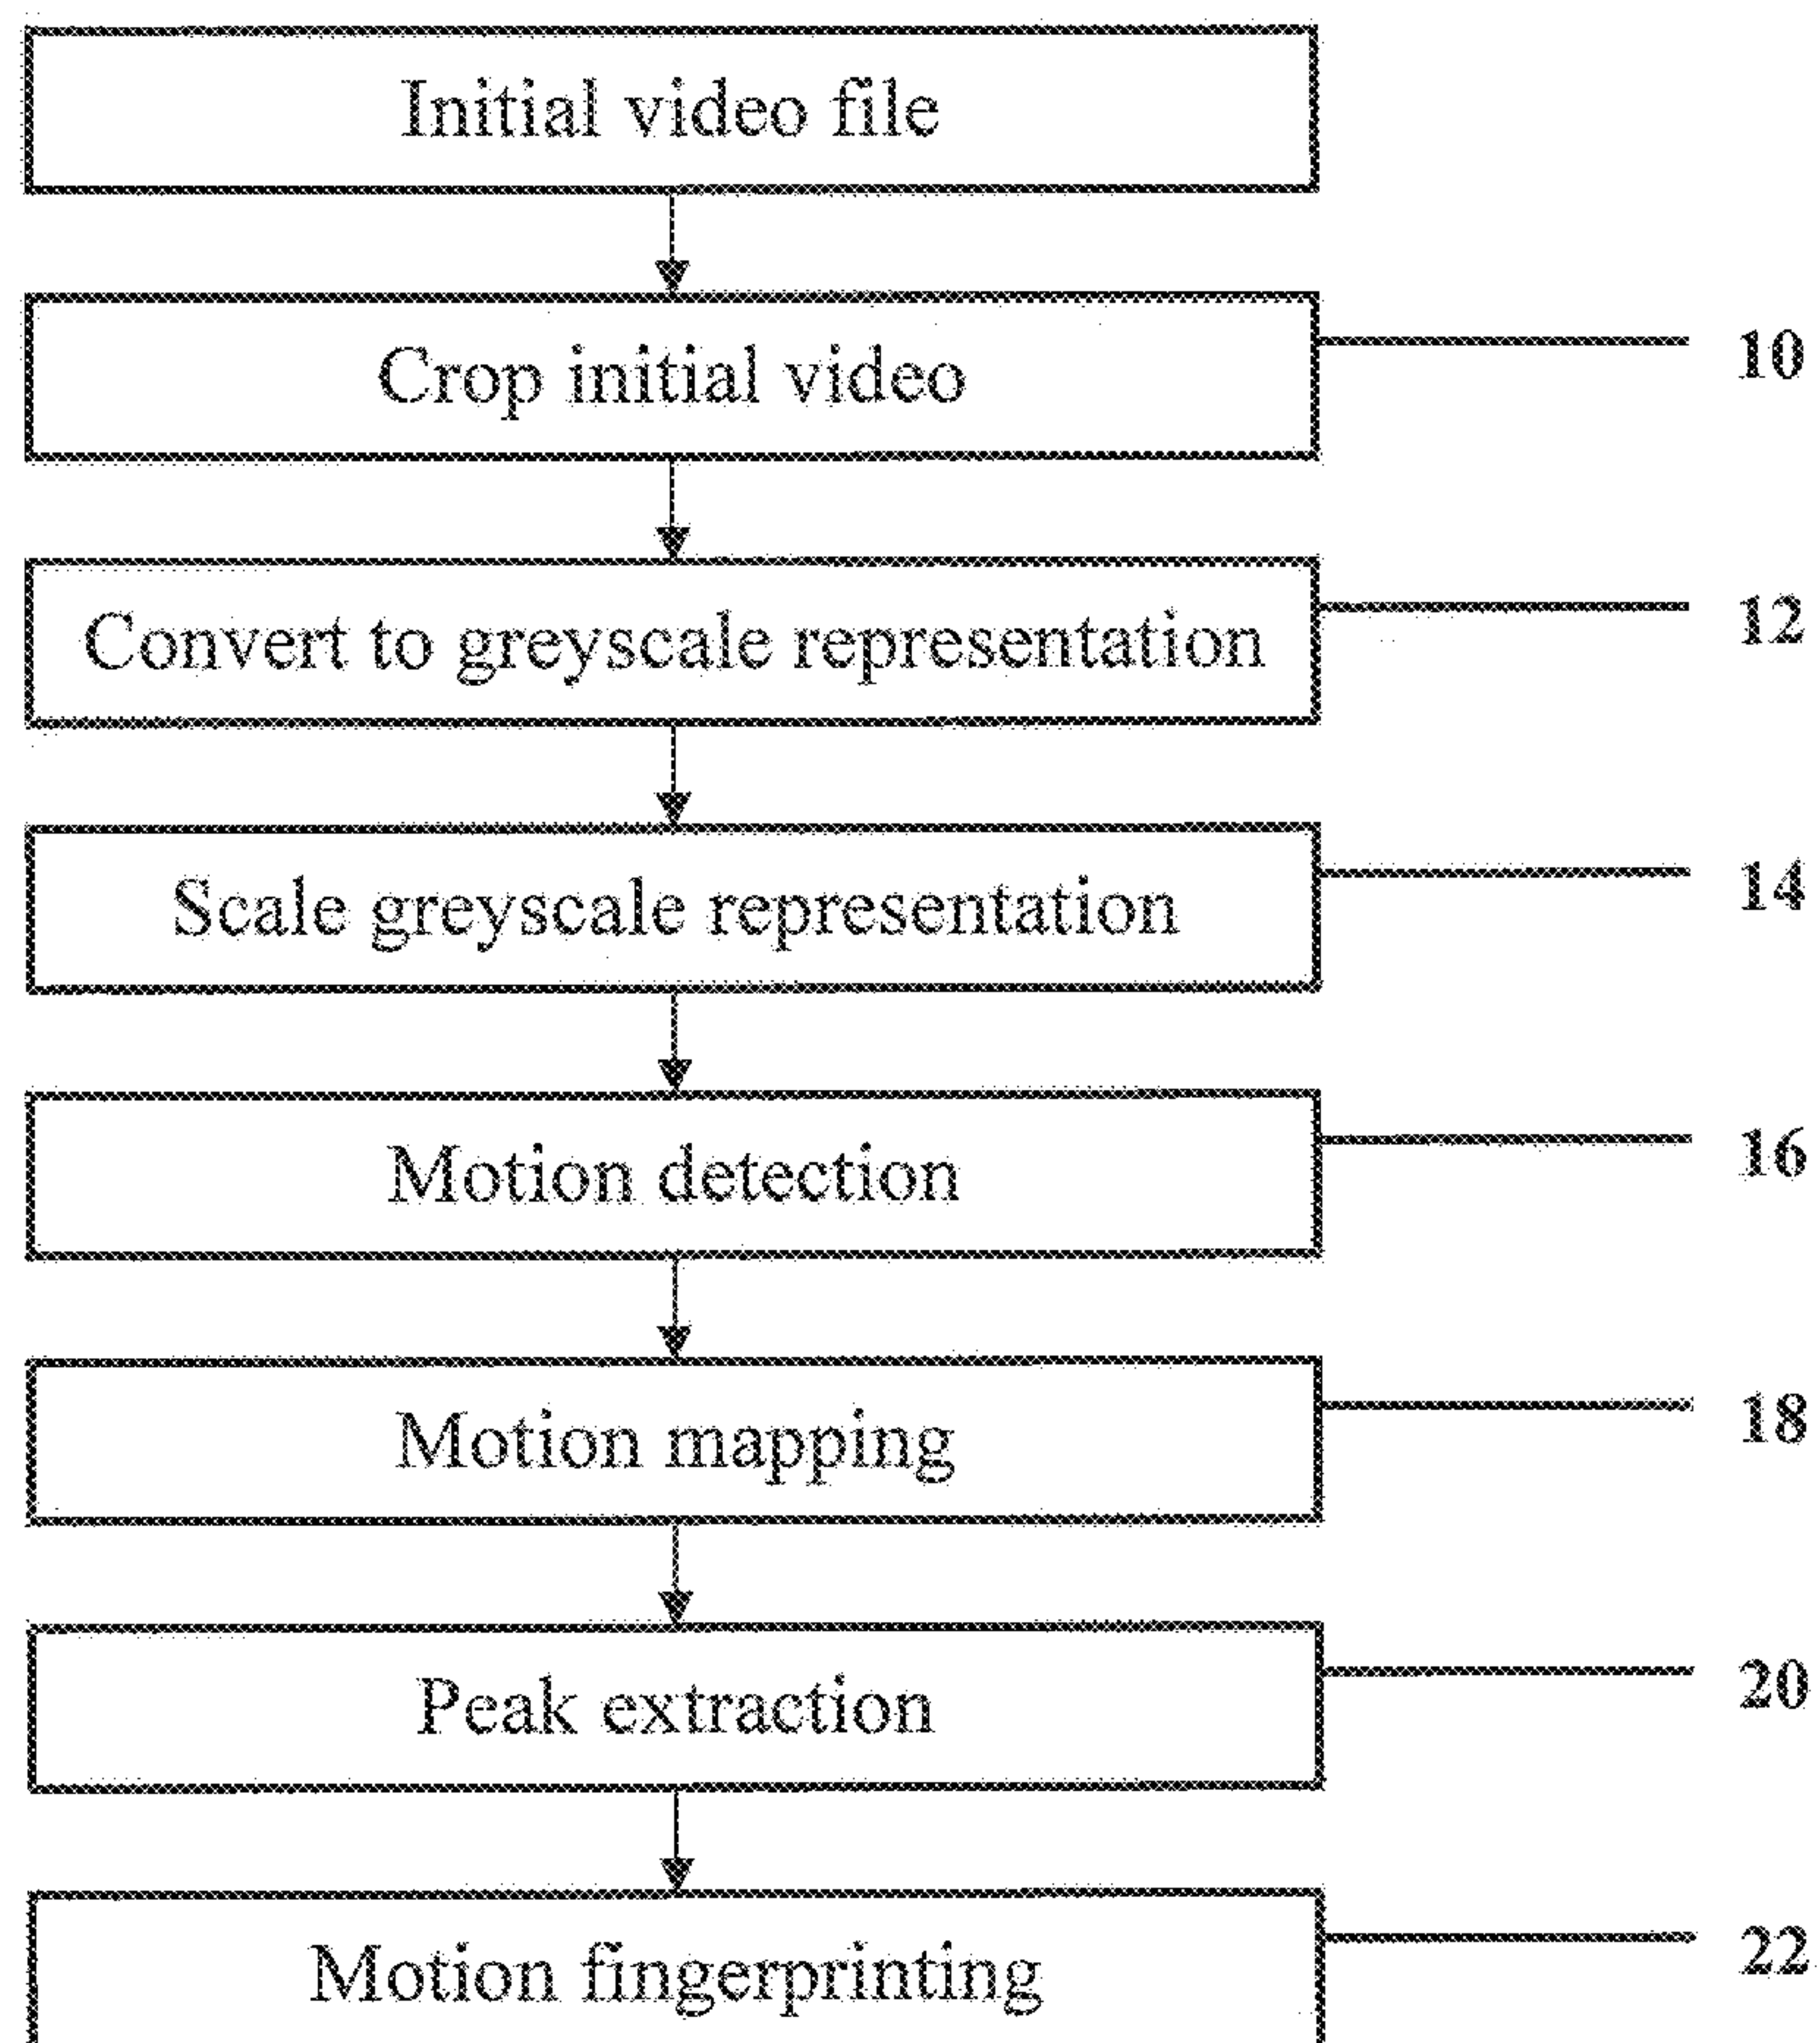 Initial video file
Crop initial video
10
Convert to greyscale representation
12
Scale greyscale representation
14
Motion detection
16
Motion mapping
18
Peak extraction
20
Motion fingerprinting
22